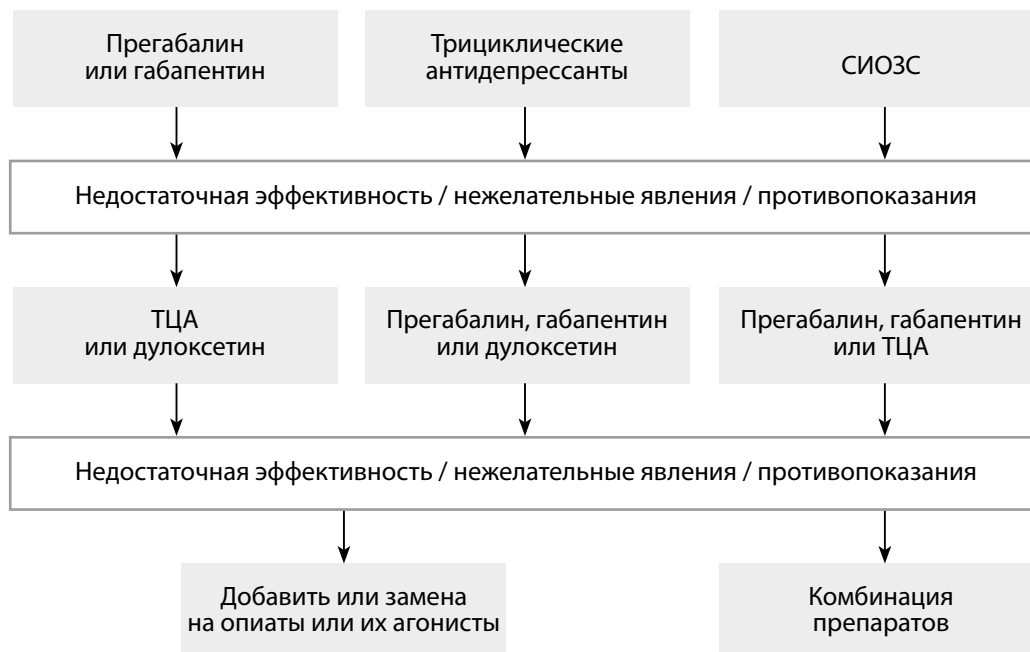 Прегабалин
или габапентин
Трициклические
антидепрессанты
СИОЗС
Недостаточная эффективность / нежелательные явления / противопоказания
ТЦА
или дулоксетин
Прегабалин, габапентин
или дулоксетин
Прегабалин, габапентин
или ТЦА
Недостаточная эффективность / нежелательные явления / противопоказания
Добавить или замена
на опиаты или их агонисты
Комбинация
препаратов